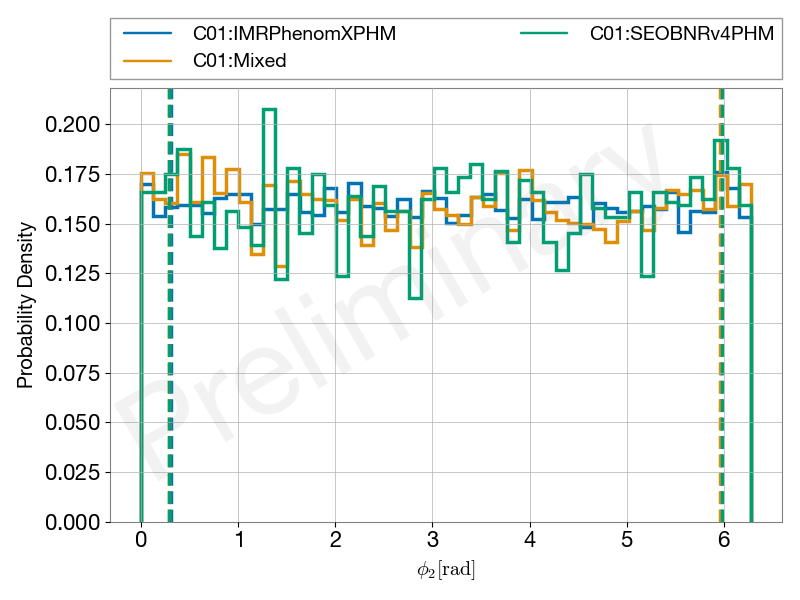 C01:IMRPhenomXPHM
C01:Mixed
C01:SEOBNRv4PHM
Preliminary
Probability Density
0.200
0.175
0.150
0.125
0.100
0.075
0.050
0.025
0.000
0 1 2 3 4 5 6
ϕ₂[rad]